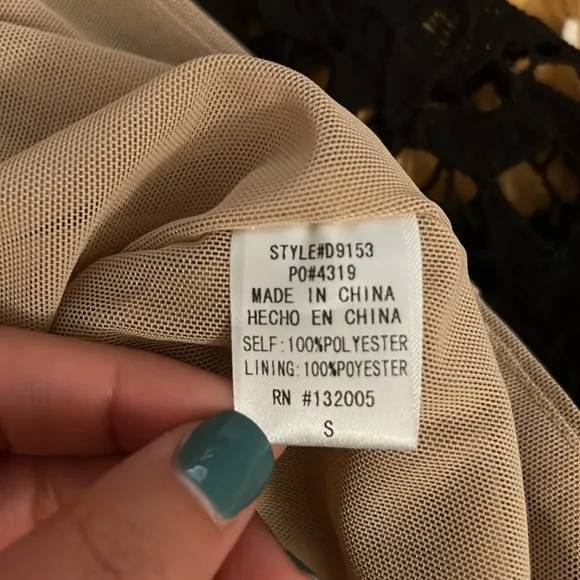 STYLE#D9153
PO#4319
MADE IN CHINA
HECHO EN CHINA
SELF:100%POLYESTER
LINING:100%POYESTER
RN #132005
S